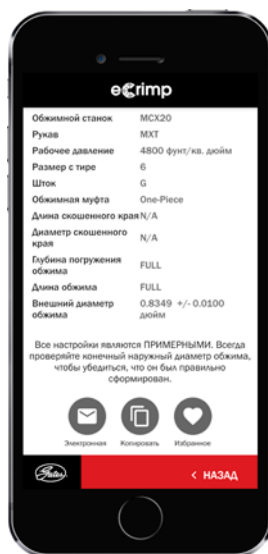 eCrimp
Обжимной станок MCX20
Рукав MXT
Рабочее давление 4800 фунт/кв. дюйм
Размер с тире 6
Шток G
Обжимная муфта One-Piece
Длина скошенного края N/A
Диаметр скошенного края N/A
Глубина погружения обжима FULL
Длина обжима FULL
Внешний диаметр обжима 0.8349 +/- 0.0100 дюйм
Все настройки являются ПРИМЕРНЫМИ. Всегда
проверяйте конечный наружный диаметр обжима,
чтобы убедиться, что он был правильно
сформирован.
Электронная Копировать Избранное
Gates
< НАЗАД